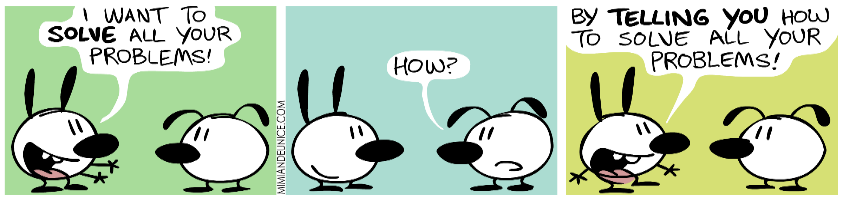 I WANT TO
SOLVE ALL YOUR
PROBLEMS!
HOW?
BY TELLING YOU HOW
TO SOLVE ALL YOUR
PROBLEMS!
MIMIANDEUNICE.COM